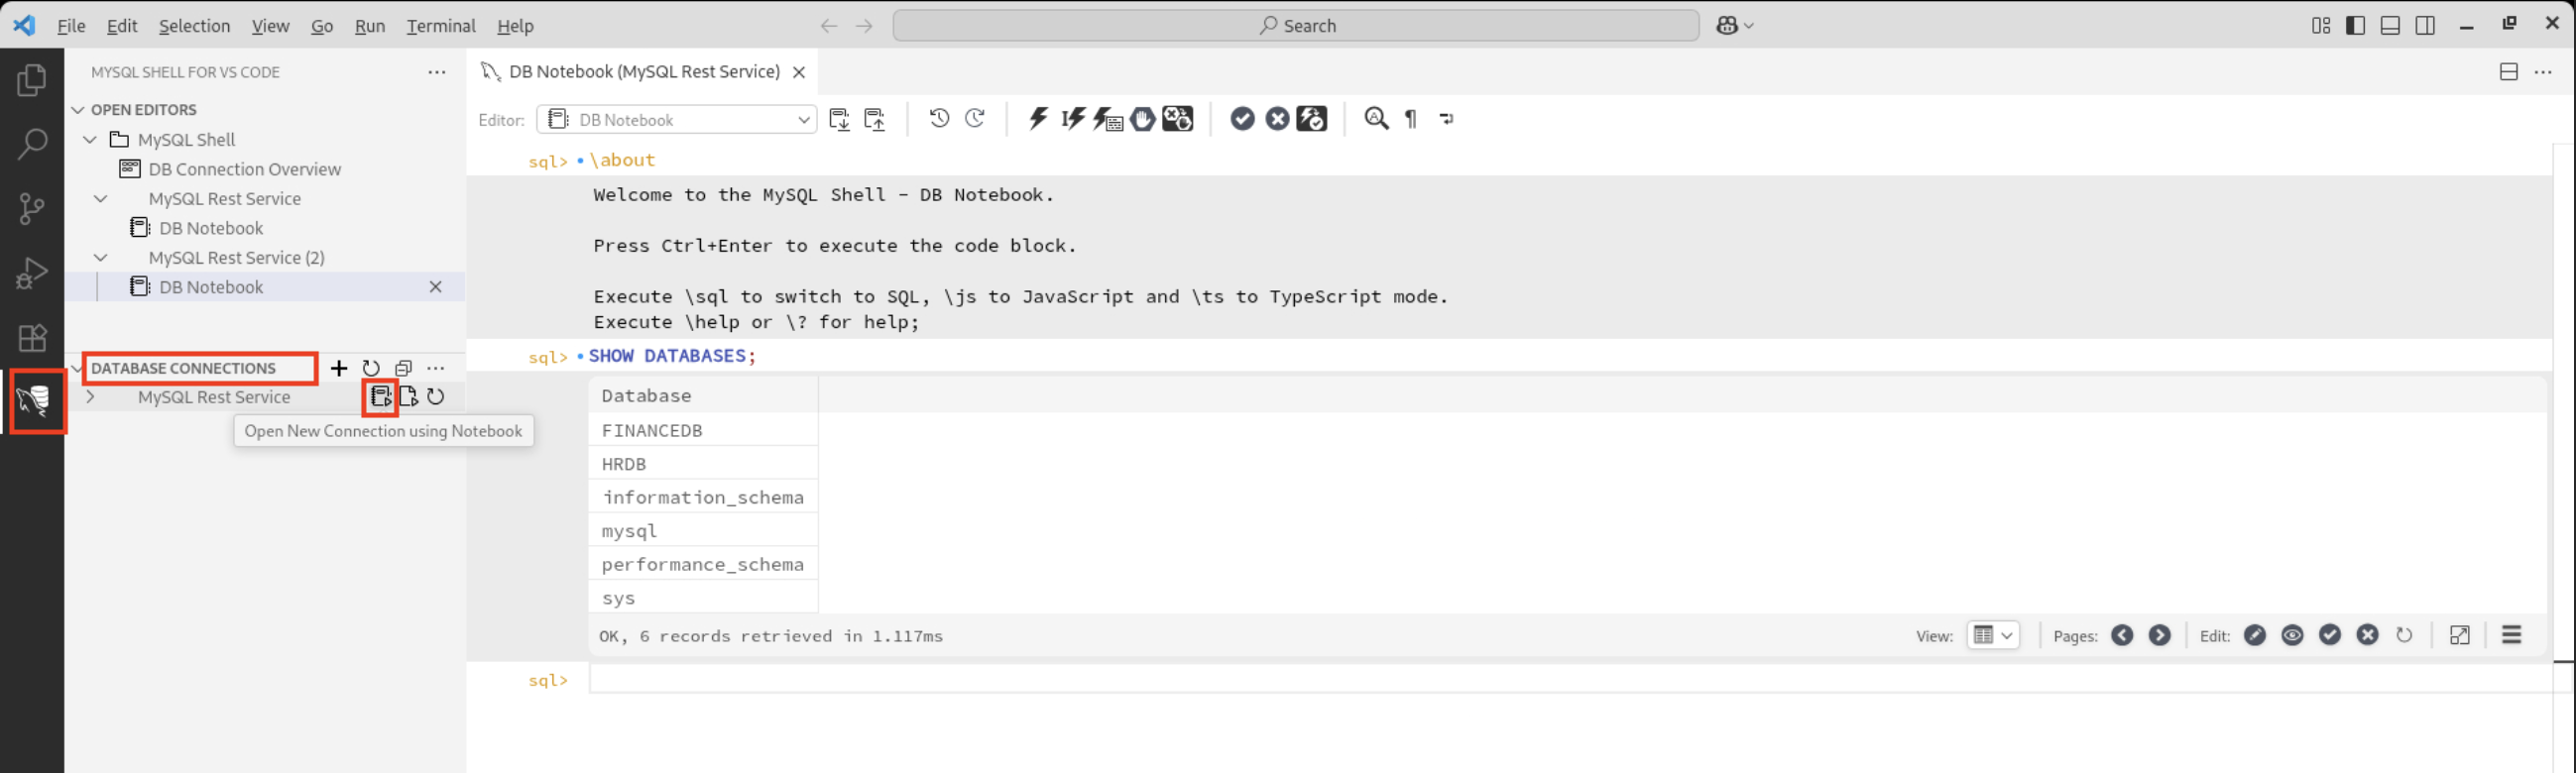 File Edit Selection View Go Run Terminal Help
Search
MYSQL SHELL FOR VS CODE
OPEN EDITORS
MySQL Shell
DB Connection Overview
MySQL Rest Service
DB Notebook
MySQL Rest Service (2)
DB Notebook
DATABASE CONNECTIONS
MySQL Rest Service
Open New Connection using Notebook
DB Notebook (MySQL Rest Service)
Editor: DB Notebook
sql> \about
Welcome to the MySQL Shell - DB Notebook.
Press Ctrl+Enter to execute the code block.
Execute \sql to switch to SQL, \js to JavaScript and \ts to TypeScript mode.
Execute \help or \? for help;
sql> SHOW DATABASES;
Database
FINANCEDB
HRDB
information_schema
mysql
performance_schema
sys
OK, 6 records retrieved in 1.117ms
View: Pages: Edit:
sql>